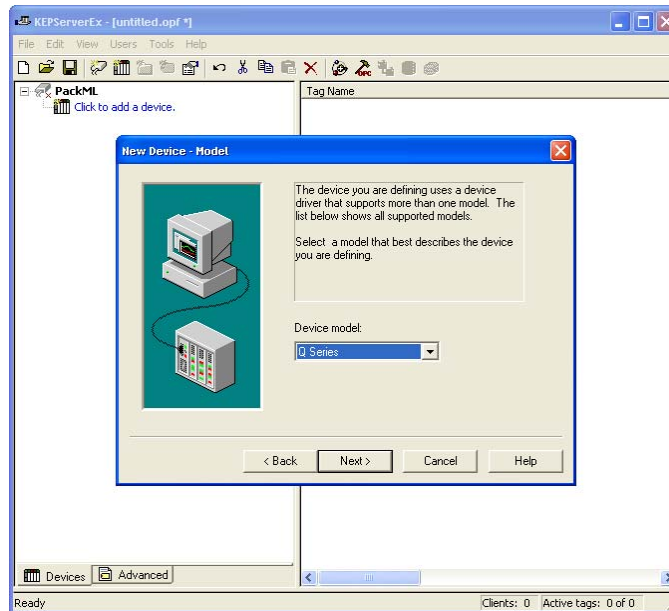 KEPServerEx - [untitled.opf *]
File Edit View Users Tools Help
PackML
Click to add a device.
Tag Name
New Device - Model
The device you are defining uses a device
driver that supports more than one model. The
list below shows all supported models.
Select a model that best describes the device
you are defining.
Device model:
Q Series
< Back Next > Cancel Help
Devices Advanced
Ready Clients: 0 Active tags: 0 of 0